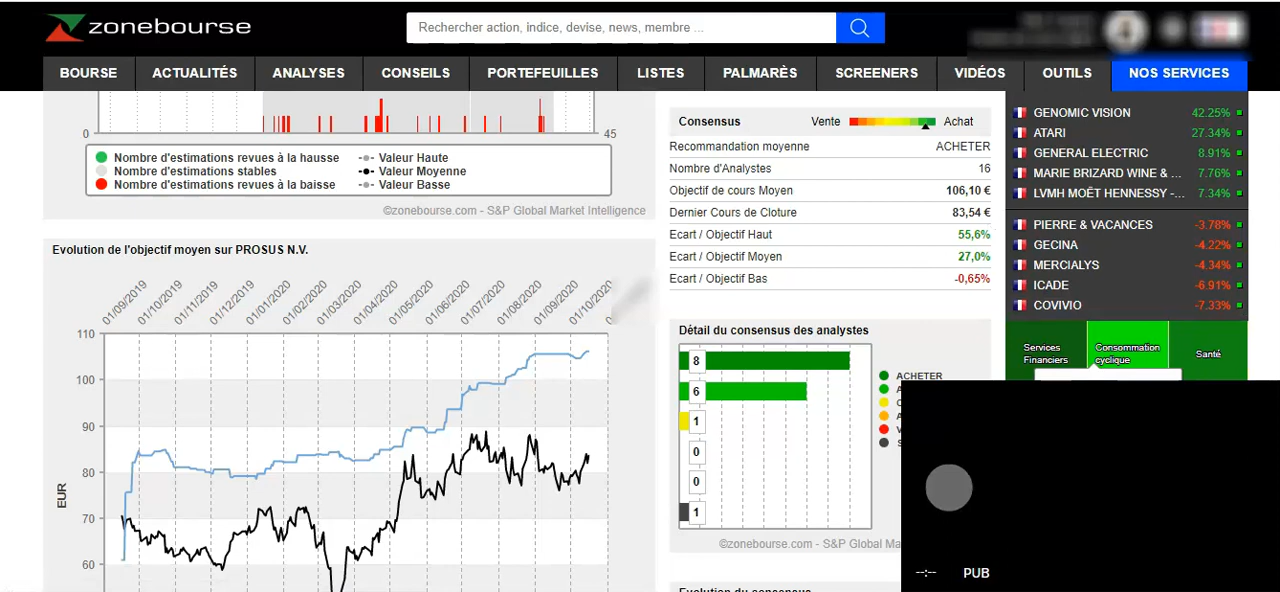 zonebourse
Rechercher action, indice, devise, news, membre ...
BOURSE ACTUALITÉS ANALYSES CONSEILS PORTEFEUILLES LISTES PALMARÈS SCREENERS VIDÉOS OUTILS NOS SERVICES
0 45
Nombre d'estimations revues à la hausse
Nombre d'estimations stables
Nombre d'estimations revues à la baisse
Valeur Haute
Valeur Moyenne
Valeur Basse
©zonebourse.com - S&P Global Market Intelligence
Evolution de l'objectif moyen sur PROSUS N.V.
01/09/2019
01/10/2019
01/11/2019
01/12/2019
01/01/2020
01/02/2020
01/03/2020
01/04/2020
01/05/2020
01/06/2020
01/07/2020
01/08/2020
01/09/2020
01/10/2020
110
100
90
80
70
60
EUR
Consensus Vente Achat
Recommandation moyenne ACHETER
Nombre d'Analystes 16
Objectif de cours Moyen 106,10 €
Dernier Cours de Cloture 83,54 €
Ecart / Objectif Haut 55,6%
Ecart / Objectif Moyen 27,0%
Ecart / Objectif Bas -0,65%
Détail du consensus des analystes
8
6
1
0
0
1
ACHETER
©zonebourse.com - S&P Global Ma
GENOMIC VISION 42.25%
ATARI 27.34%
GENERAL ELECTRIC 8.91%
MARIE BRIZARD WINE & ... 7.76%
LVMH MOËT HENNESSY -... 7.34%
PIERRE & VACANCES -3.78%
GECINA -4.22%
MERCIALYS -4.34%
ICADE -6.91%
COVIVIO -7.33%
Services
Financiers
Consommation
cyclique
Santé
--:-- PUB